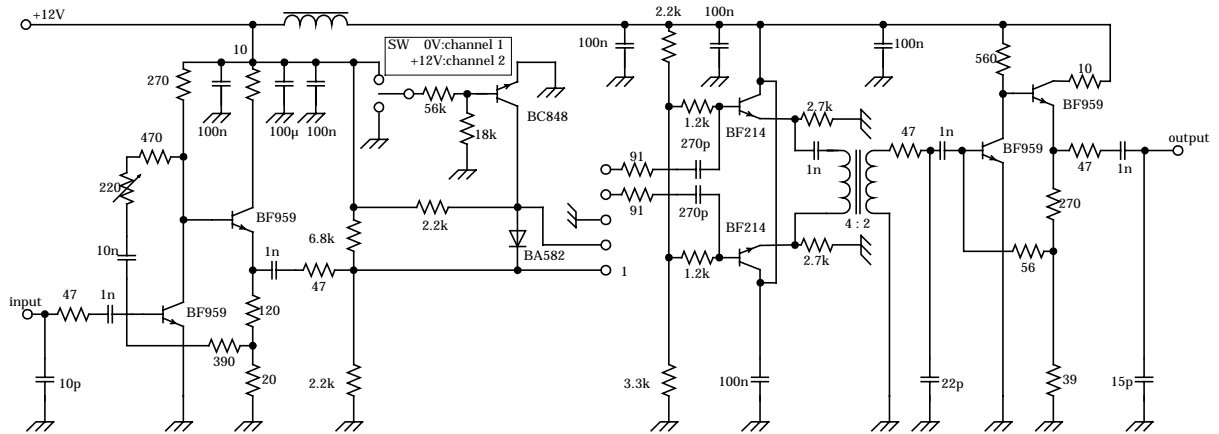 +12V
SW 0V:channel 1
+12V:channel 2
10
270
100n
100µ
100n
56k
18k
BC848
100n
2.2k
100n
100n
560
10
BF959
470
220
10n
BF959
1n
47
6.8k
2.2k
BA582
1
input
47
1n
BF959
120
390
20
10p
2.2k
91
91
1.2k
270p
270p
1.2k
BF214
BF214
2.7k
1n
4 : 2
2.7k
3.3k
100n
47
1n
BF959
22p
47
1n
output
270
56
39
15p